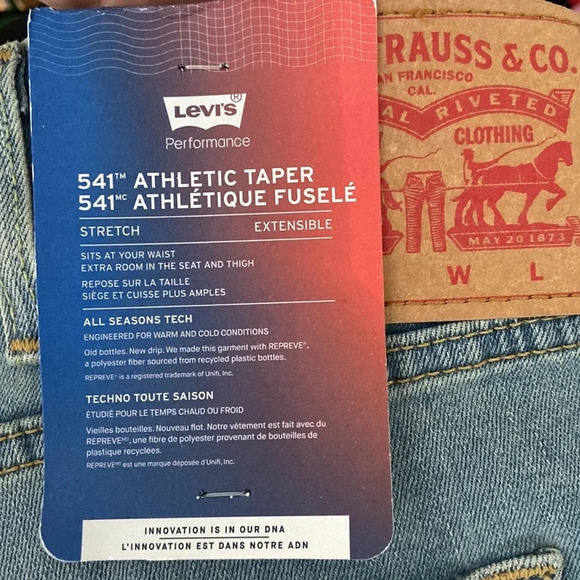 LEVI'S®
Performance
541™ ATHLETIC TAPER
541ᴹᶜ ATHLÉTIQUE FUSELÉ
STRETCH EXTENSIBLE
SITS AT YOUR WAIST
EXTRA ROOM IN THE SEAT AND THIGH
REPOSE SUR LA TAILLE
SIÈGE ET CUISSE PLUS AMPLES
ALL SEASONS TECH
ENGINEERED FOR WARM AND COLD CONDITIONS
Old bottles. New drip. We made this garment with REPREVE®,
a polyester fiber sourced from recycled plastic bottles.
REPREVE® is a registered trademark of Unifi, Inc.
TECHNO TOUTE SAISON
ÉTUDIÉ POUR LE TEMPS CHAUD OU FROID
Vieilles bouteilles. Nouveau flot. Notre vêtement est fait avec du
REPREVEᴹᴰ, une fibre de polyester provenant de bouteilles de
plastique recyclées.
REPREVEᴹᴰ est une marque déposée d'Unifi, Inc.
INNOVATION IS IN OUR DNA
L'INNOVATION EST DANS NOTRE ADN
RAUSS & CO.
AN FRANCISCO
CAL.
AL RIVETED
CLOTHING
MAY 20 1873
W L